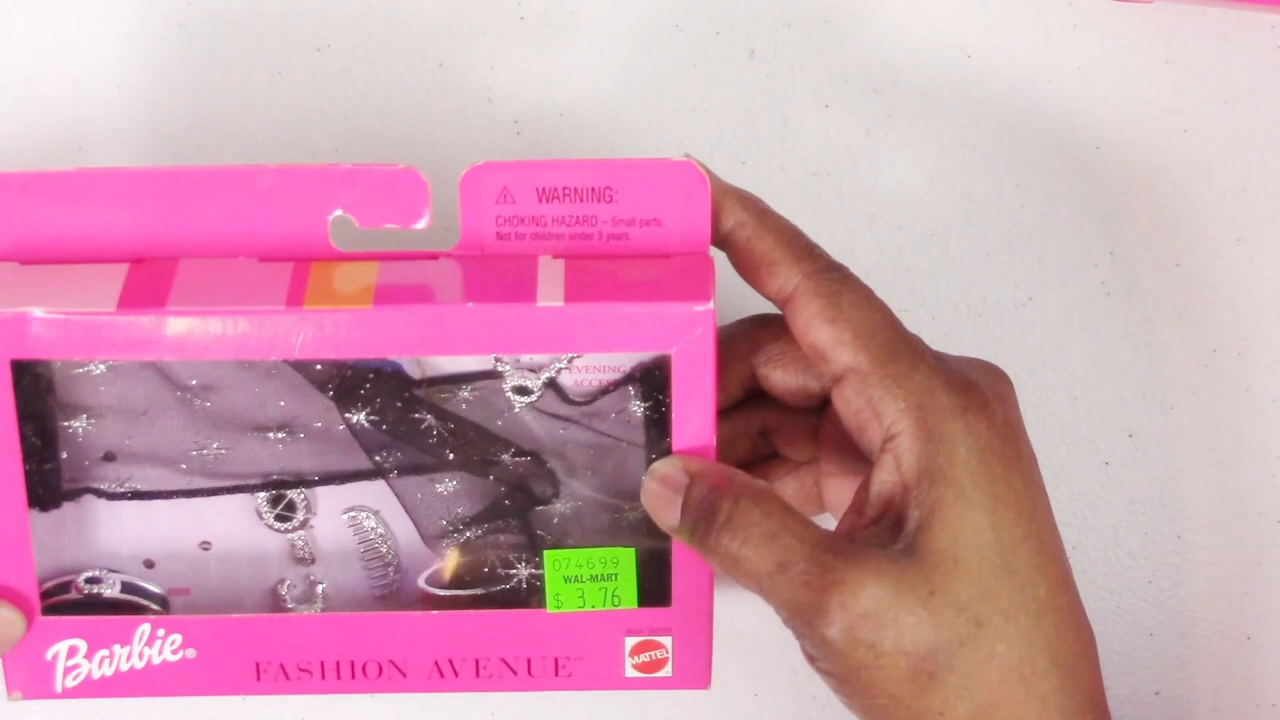 WARNING:
CHOKING HAZARD – Small parts.
Not for children under 3 years.
EVENING
074699
WAL-MART
$ 3.76
Barbie®
FASHION AVENUE™
MATTEL